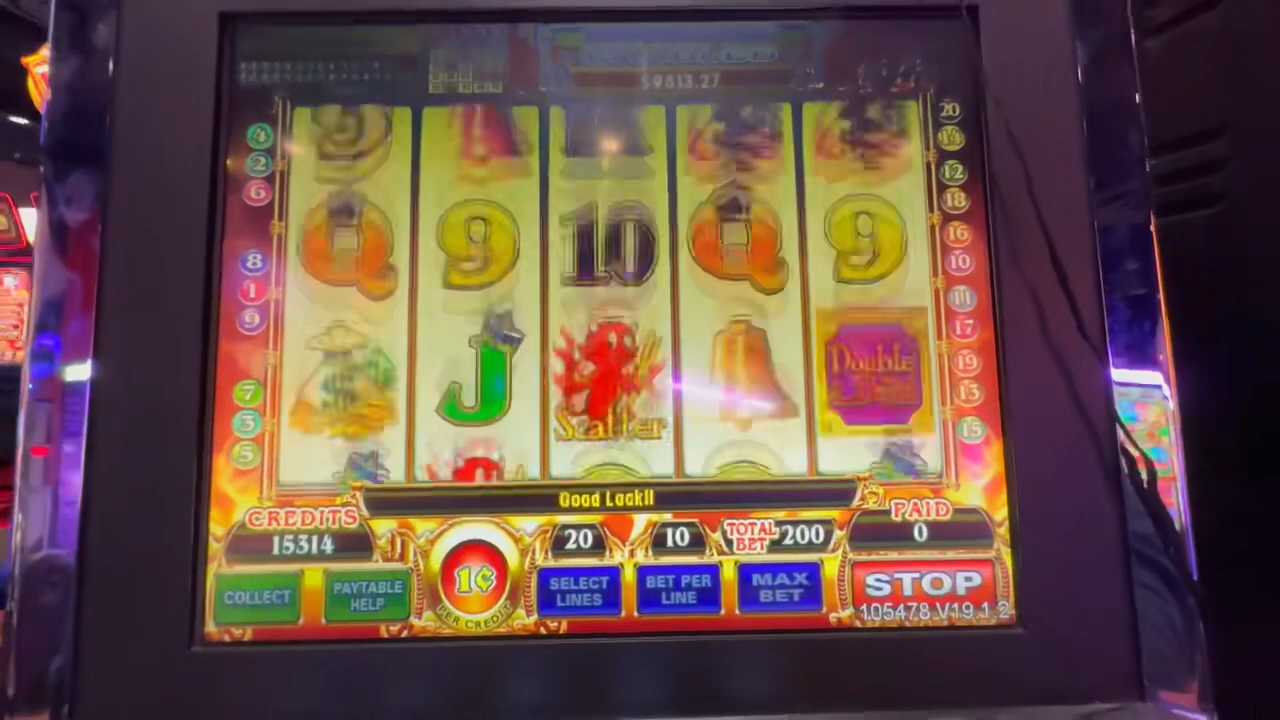 $9813.27
20
4 14
2 12
6 18
16
8 10
1 11
9 17
19
7 13
3 15
5
Q 9 10 Q 9
J Scatter Double
Good Luck!!
CREDITS 15314
20 10 TOTAL BET 200
PAID 0
COLLECT
PAYTABLE HELP
1¢ PER CREDIT
SELECT LINES
BET PER LINE
MAX BET
STOP
105478 V19.1.2